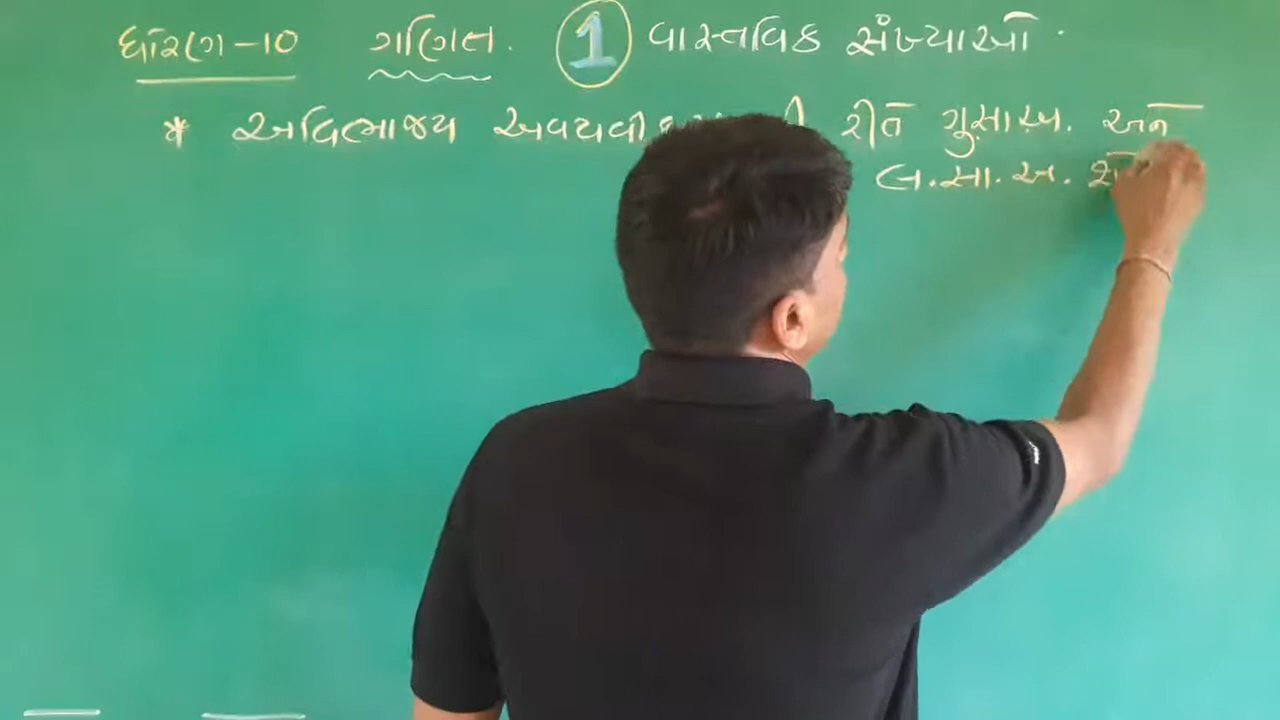 ધોરણ-10 ગણિત. 1 વાસ્તવિક સંખ્યાઓ.
* અવિભાજ્ય અવયવી રીતે ગુ.સા.અ. અને
લ.સા.અ.